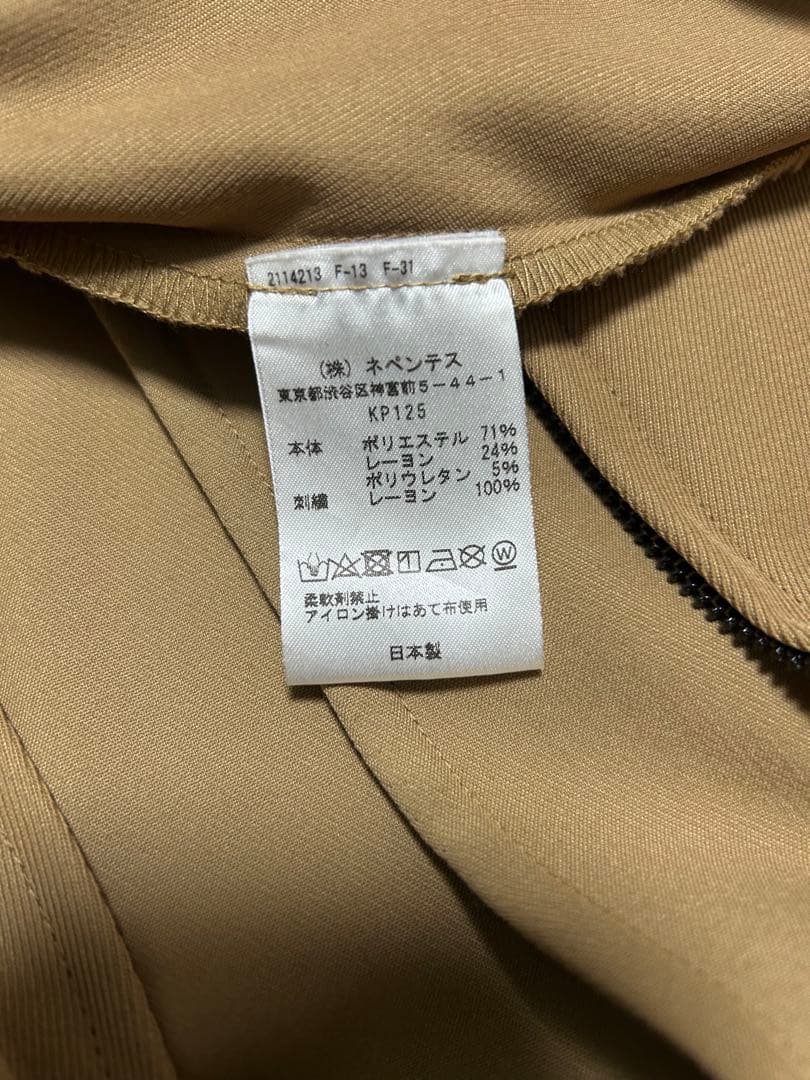 2114213 F-13 F-31
(株) ネペンテス
東京都渋谷区神宮前5-44-1
KP125
本体 ポリエステル 71%
レーヨン 24%
ポリウレタン 5%
刺繍 レーヨン 100%
W
柔軟剤禁止
アイロン掛けはあて布使用
日本製